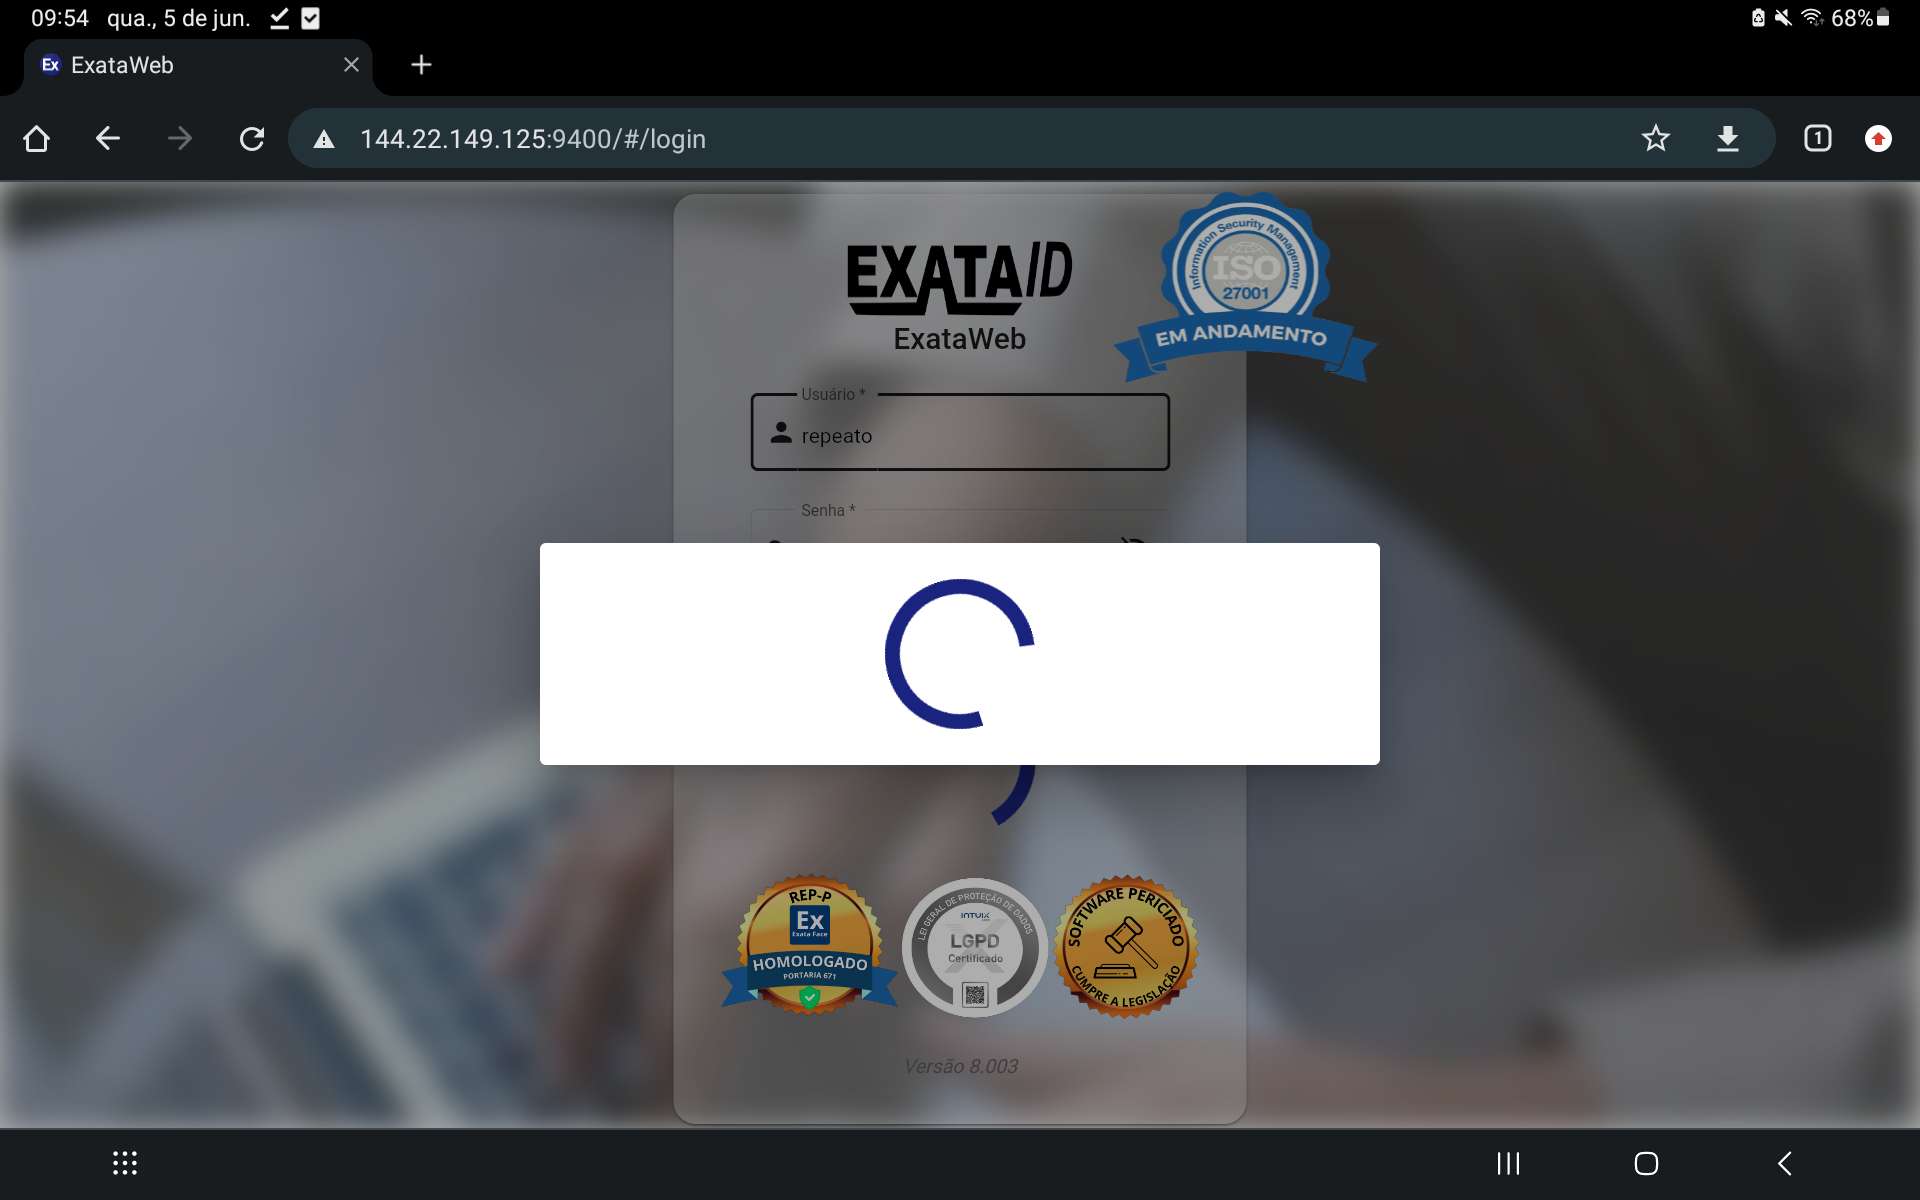 09:54 qua., 5 de jun.
68%
Ex ExataWeb
144.22.149.125:9400/#/login
1
EXATAID
ExataWeb
Information Security Management
ISO
27001
EM ANDAMENTO
Usuário *
repeato
Senha *
REP-P
Ex
Exata Face
HOMOLOGADO
PORTARIA 671
LEI GERAL DE PROTEÇÃO DE DADOS
INTUIX
LGPD
Certificado
SOFTWARE PERICIADO
CUMPRE A LEGISLAÇÃO
Versão 8.003